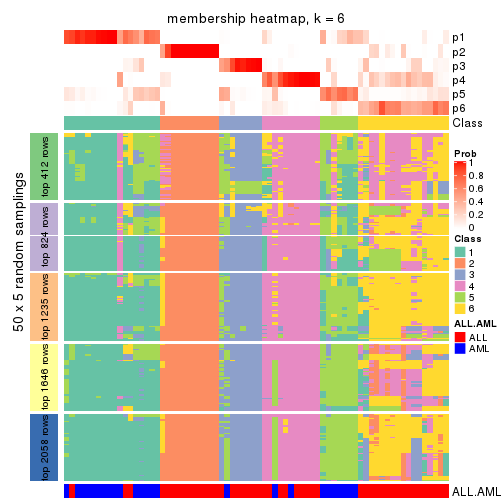 membership heatmap, k = 6
p1
p2
p3
p4
p5
p6
Class
50 x 5 random samplings
top 412 rows
top 824 rows
top 1235 rows
top 1646 rows
top 2058 rows
Prob
1
0.8
0.6
0.4
0.2
0
Class
1
2
3
4
5
6
ALL.AML
ALL
AML
ALL.AML